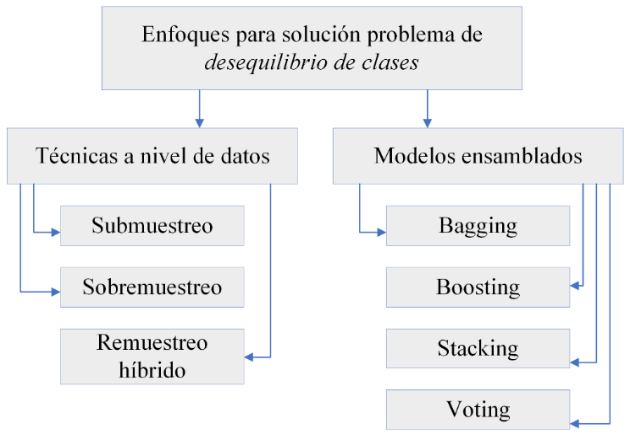 Enfoques para solución problema de
desequilibrio de clases
Técnicas a nivel de datos
Submuestreo
Sobremuestreo
Remuestreo
híbrido
Modelos ensamblados
Bagging
Boosting
Stacking
Voting